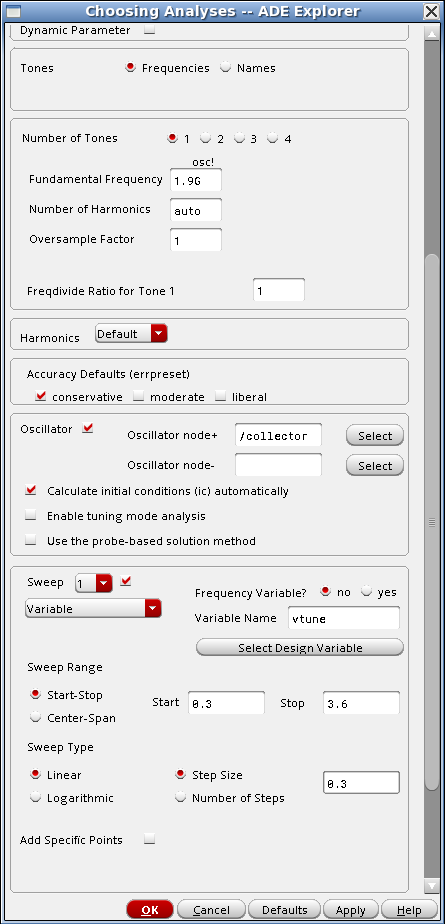 Choosing Analyses -- ADE Explorer
Dynamic Parameter
Tones Frequencies Names
Number of Tones 1 2 3 4
osc!
Fundamental Frequency 1.9G
Number of Harmonics auto
Oversample Factor 1
Freqdivide Ratio for Tone 1 1
Harmonics Default
Accuracy Defaults (errpreset)
conservative moderate liberal
Oscillator Oscillator node+ /collector Select
Oscillator node- Select
Calculate initial conditions (ic) automatically
Enable tuning mode analysis
Use the probe-based solution method
Sweep 1 Frequency Variable? no yes
Variable Variable Name vtune
Select Design Variable
Sweep Range
Start-Stop Start 0.3 Stop 3.6
Center-Span
Sweep Type
Linear Step Size 0.3
Logarithmic Number of Steps
Add Specific Points
OK Cancel Defaults Apply Help